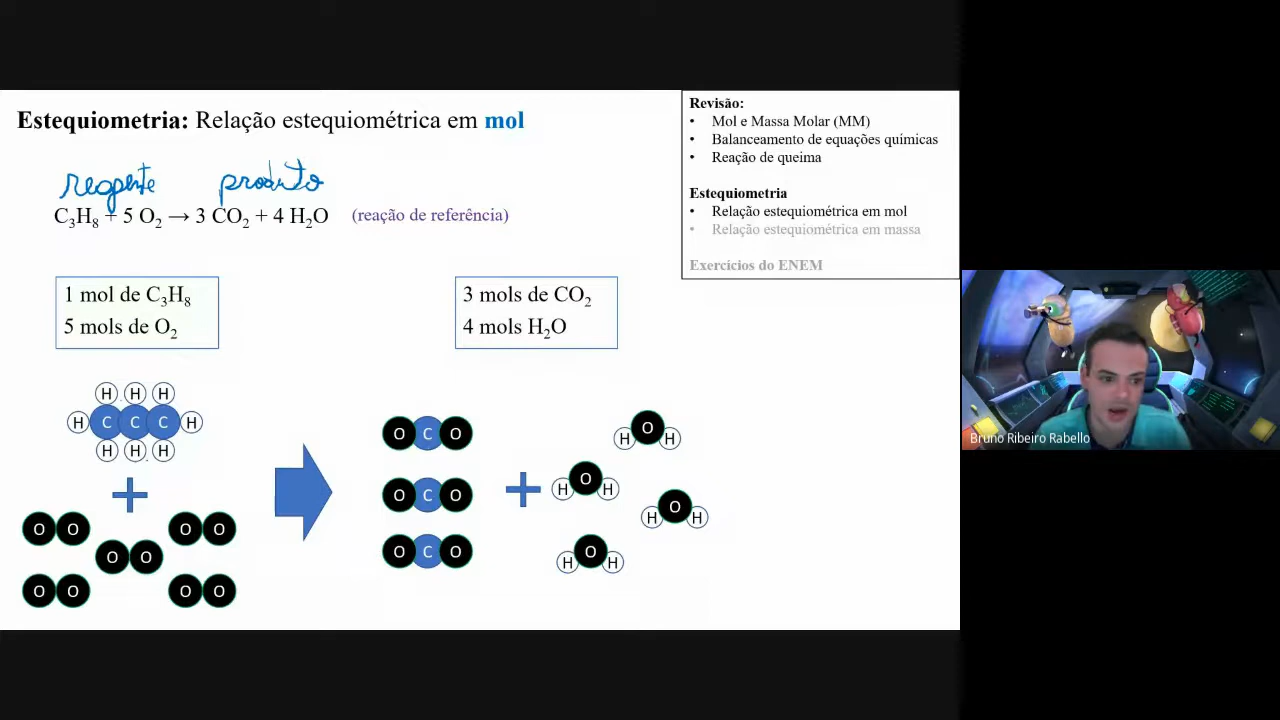 Estequiometria: Relação estequiométrica em mol
reagente produto
C₃H₈ + 5 O₂ → 3 CO₂ + 4 H₂O (reação de referência)
1 mol de C₃H₈
5 mols de O₂
3 mols de CO₂
4 mols H₂O
H H H
H C C C H
H H H
+
O O O O
O O
O O O O
O C O
O C O
O C O
+
O
H H
O
H H
O
H H
O
H H
Revisão:
• Mol e Massa Molar (MM)
• Balanceamento de equações químicas
• Reação de queima
Estequiometria
• Relação estequiométrica em mol
• Relação estequiométrica em massa
Exercícios do ENEM
Bruno Ribeiro Rabello